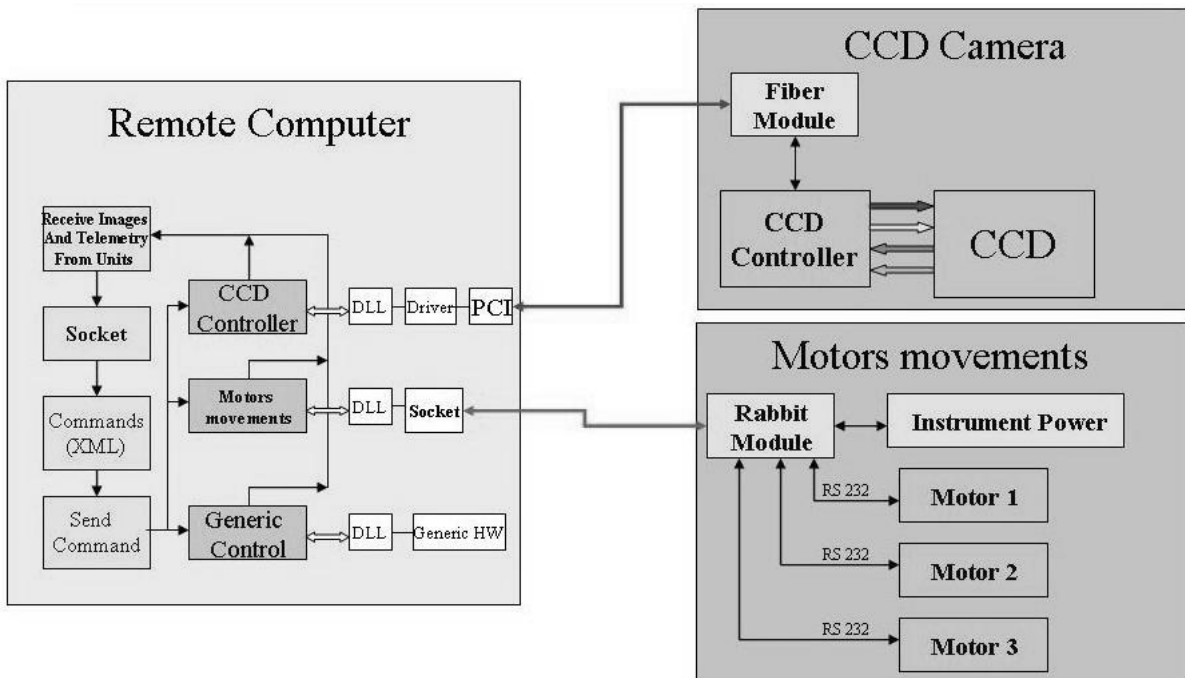 Remote Computer
Receive Images
And Telemetry
From Units
Socket
Commands
(XML)
Send
Command
CCD
Controller
DLL
Driver
PCI
Motors
movements
DLL
Socket
Generic
Control
DLL
Generic HW
CCD Camera
Fiber
Module
CCD
Controller
CCD
Motors movements
Rabbit
Module
Instrument Power
RS 232
Motor 1
RS 232
Motor 2
RS 232
Motor 3